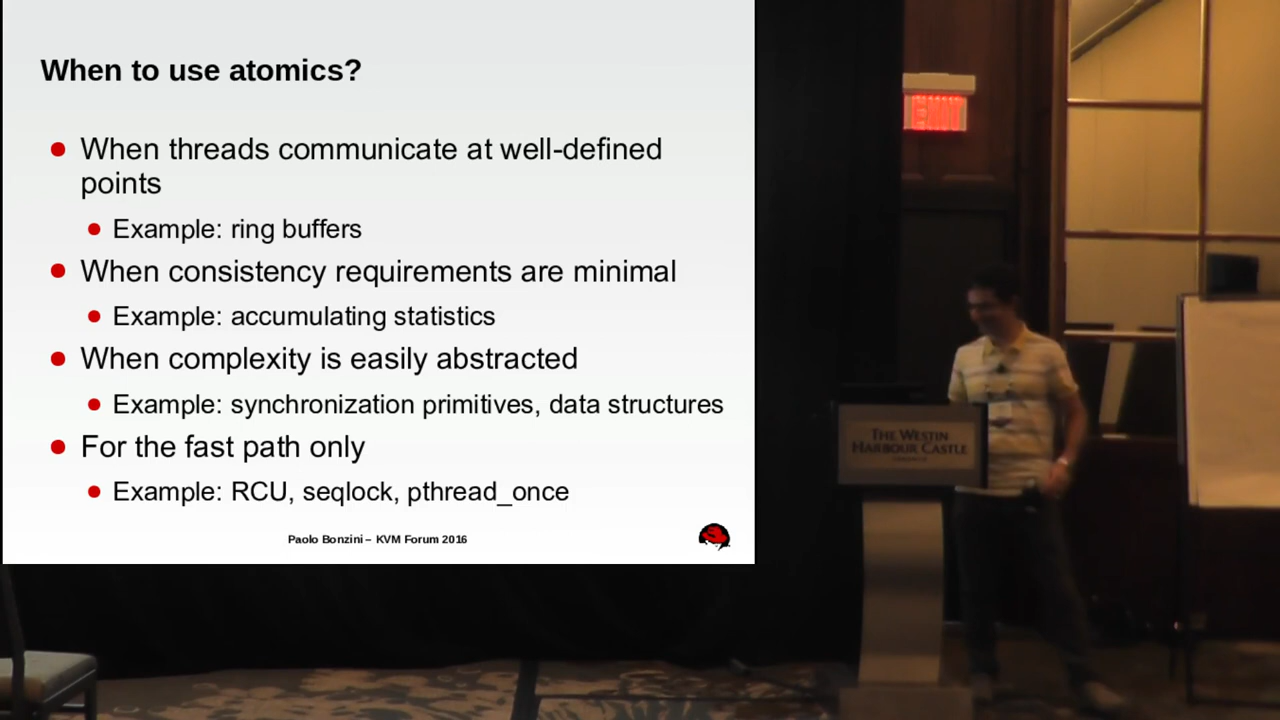 When to use atomics?
When threads communicate at well-defined
points
Example: ring buffers
When consistency requirements are minimal
Example: accumulating statistics
When complexity is easily abstracted
Example: synchronization primitives, data structures
For the fast path only
Example: RCU, seqlock, pthread_once
Paolo Bonzini – KVM Forum 2016
THE WESTIN
HARBOUR CASTLE